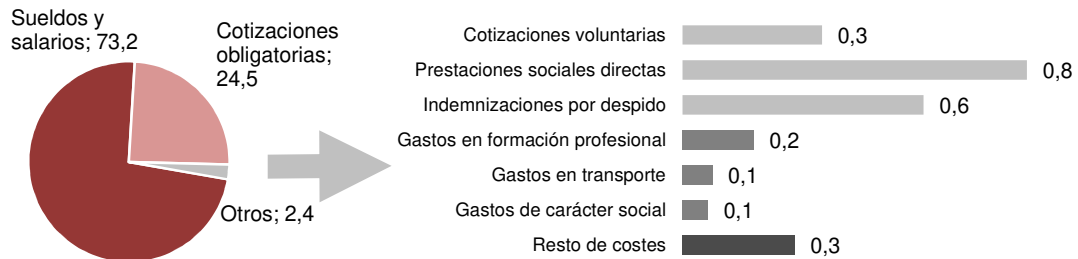 Sueldos y
salarios; 73,2
Cotizaciones
obligatorias;
24,5
Otros; 2,4
Cotizaciones voluntarias 0,3
Prestaciones sociales directas 0,8
Indemnizaciones por despido 0,6
Gastos en formación profesional 0,2
Gastos en transporte 0,1
Gastos de carácter social 0,1
Resto de costes 0,3